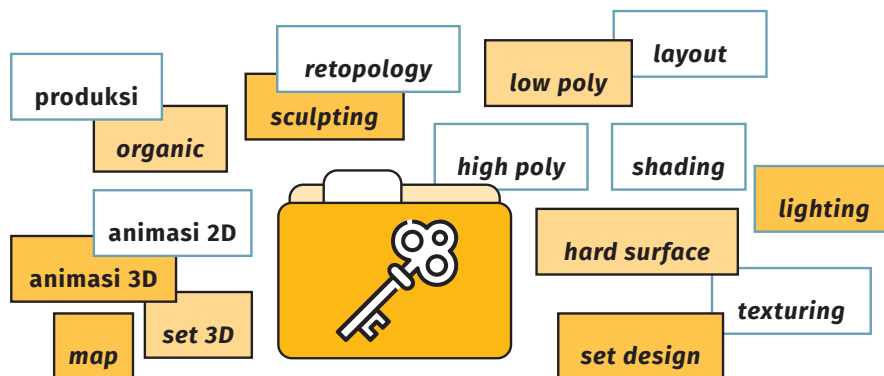 retopology
layout
low poly
produksi
sculpting
organic
high poly
shading
lighting
animasi 2D
hard surface
animasi 3D
texturing
set 3D
map
set design